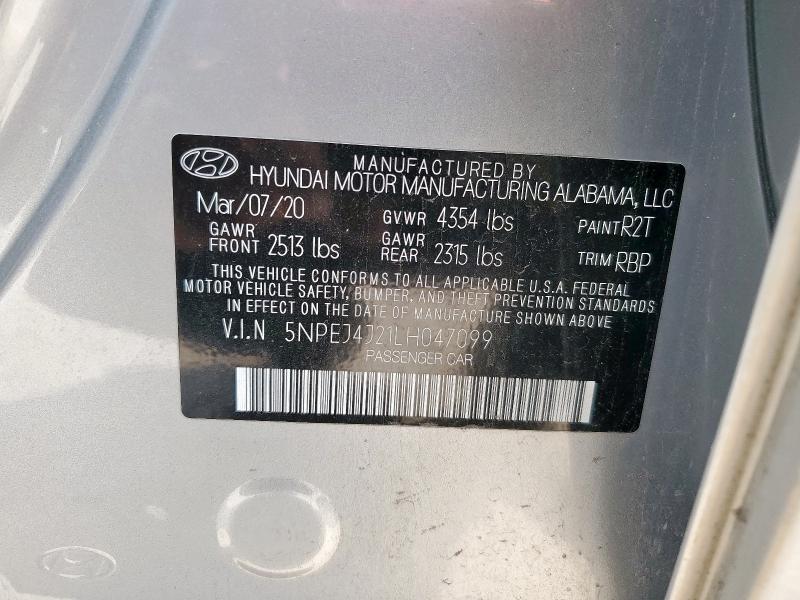 MANUFACTURED BY
HYUNDAI MOTOR MANUFACTURING ALABAMA, LLC
Mar/07/20 GVWR 4354 lbs PAINT R2T
GAWR FRONT 2513 lbs GAWR REAR 2315 lbs TRIM RBP
THIS VEHICLE CONFORMS TO ALL APPLICABLE U.S.A. FEDERAL
MOTOR VEHICLE SAFETY, BUMPER, AND THEFT PREVENTION STANDARDS
IN EFFECT ON THE DATE OF MANUFACTURE SHOWN ABOVE
V.I.N 5NPEJ4J21LH047099
PASSENGER CAR